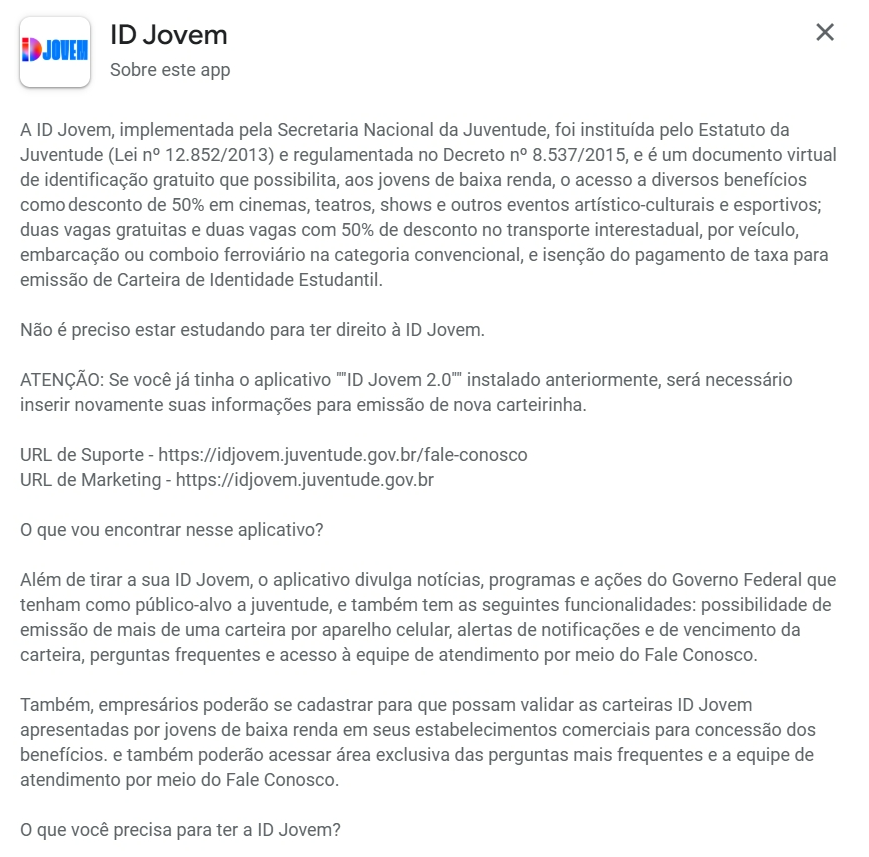 ID JOVEM
ID Jovem
Sobre este app
A ID Jovem, implementada pela Secretaria Nacional da Juventude, foi instituída pelo Estatuto da
Juventude (Lei nº 12.852/2013) e regulamentada no Decreto nº 8.537/2015, e é um documento virtual
de identificação gratuito que possibilita, aos jovens de baixa renda, o acesso a diversos benefícios
como desconto de 50% em cinemas, teatros, shows e outros eventos artístico-culturais e esportivos;
duas vagas gratuitas e duas vagas com 50% de desconto no transporte interestadual, por veículo,
embarcação ou comboio ferroviário na categoria convencional, e isenção do pagamento de taxa para
emissão de Carteira de Identidade Estudantil.
Não é preciso estar estudando para ter direito à ID Jovem.
ATENÇÃO: Se você já tinha o aplicativo ""ID Jovem 2.0"" instalado anteriormente, será necessário
inserir novamente suas informações para emissão de nova carteirinha.
URL de Suporte - https://idjovem.juventude.gov.br/fale-conosco
URL de Marketing - https://idjovem.juventude.gov.br
O que vou encontrar nesse aplicativo?
Além de tirar a sua ID Jovem, o aplicativo divulga notícias, programas e ações do Governo Federal que
tenham como público-alvo a juventude, e também tem as seguintes funcionalidades: possibilidade de
emissão de mais de uma carteira por aparelho celular, alertas de notificações e de vencimento da
carteira, perguntas frequentes e acesso à equipe de atendimento por meio do Fale Conosco.
Também, empresários poderão se cadastrar para que possam validar as carteiras ID Jovem
apresentadas por jovens de baixa renda em seus estabelecimentos comerciais para concessão dos
benefícios. e também poderão acessar área exclusiva das perguntas mais frequentes e a equipe de
atendimento por meio do Fale Conosco.
O que você precisa para ter a ID Jovem?